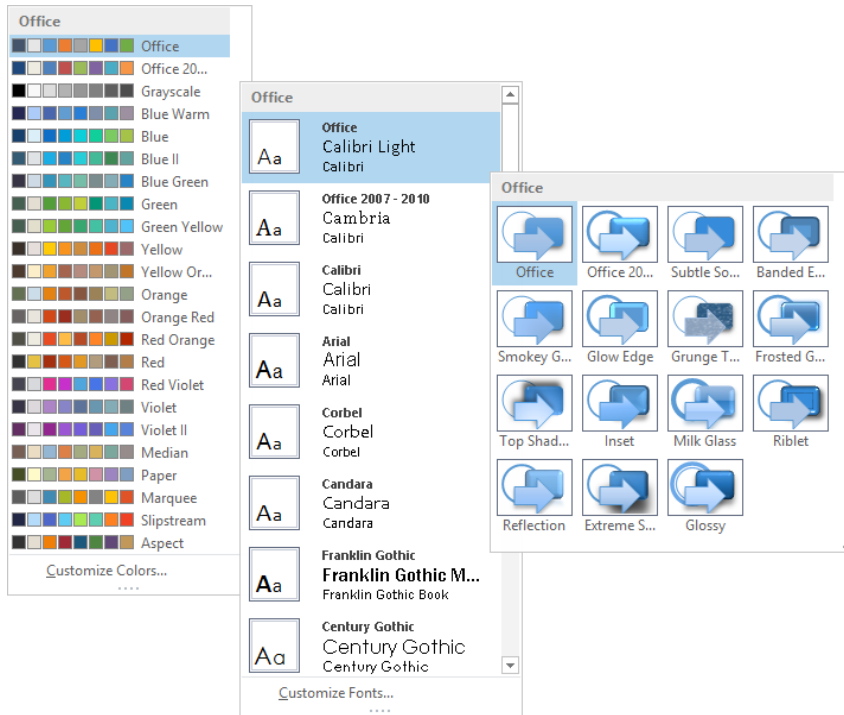 Office
Office
Office 20...
Grayscale
Blue Warm
Blue
Blue II
Blue Green
Green
Green Yellow
Yellow
Yellow Or...
Orange
Orange Red
Red Orange
Red
Red Violet
Violet
Violet II
Median
Paper
Marquee
Slipstream
Aspect
Customize Colors...
Office
Aa
Office
Calibri Light
Calibri
Aa
Office 2007 - 2010
Cambria
Calibri
Aa
Calibri
Calibri
Calibri
Aa
Arial
Arial
Arial
Aa
Corbel
Corbel
Corbel
Aa
Candara
Candara
Candara
Aa
Franklin Gothic
Franklin Gothic M...
Franklin Gothic Book
Aa
Century Gothic
Century Gothic
Century Gothic
Customize Fonts...
Office
Office Office 20... Subtle So... Banded E...
Smokey G... Glow Edge Grunge T... Frosted G...
Top Shad... Inset Milk Glass Riblet
Reflection Extreme S... Glossy